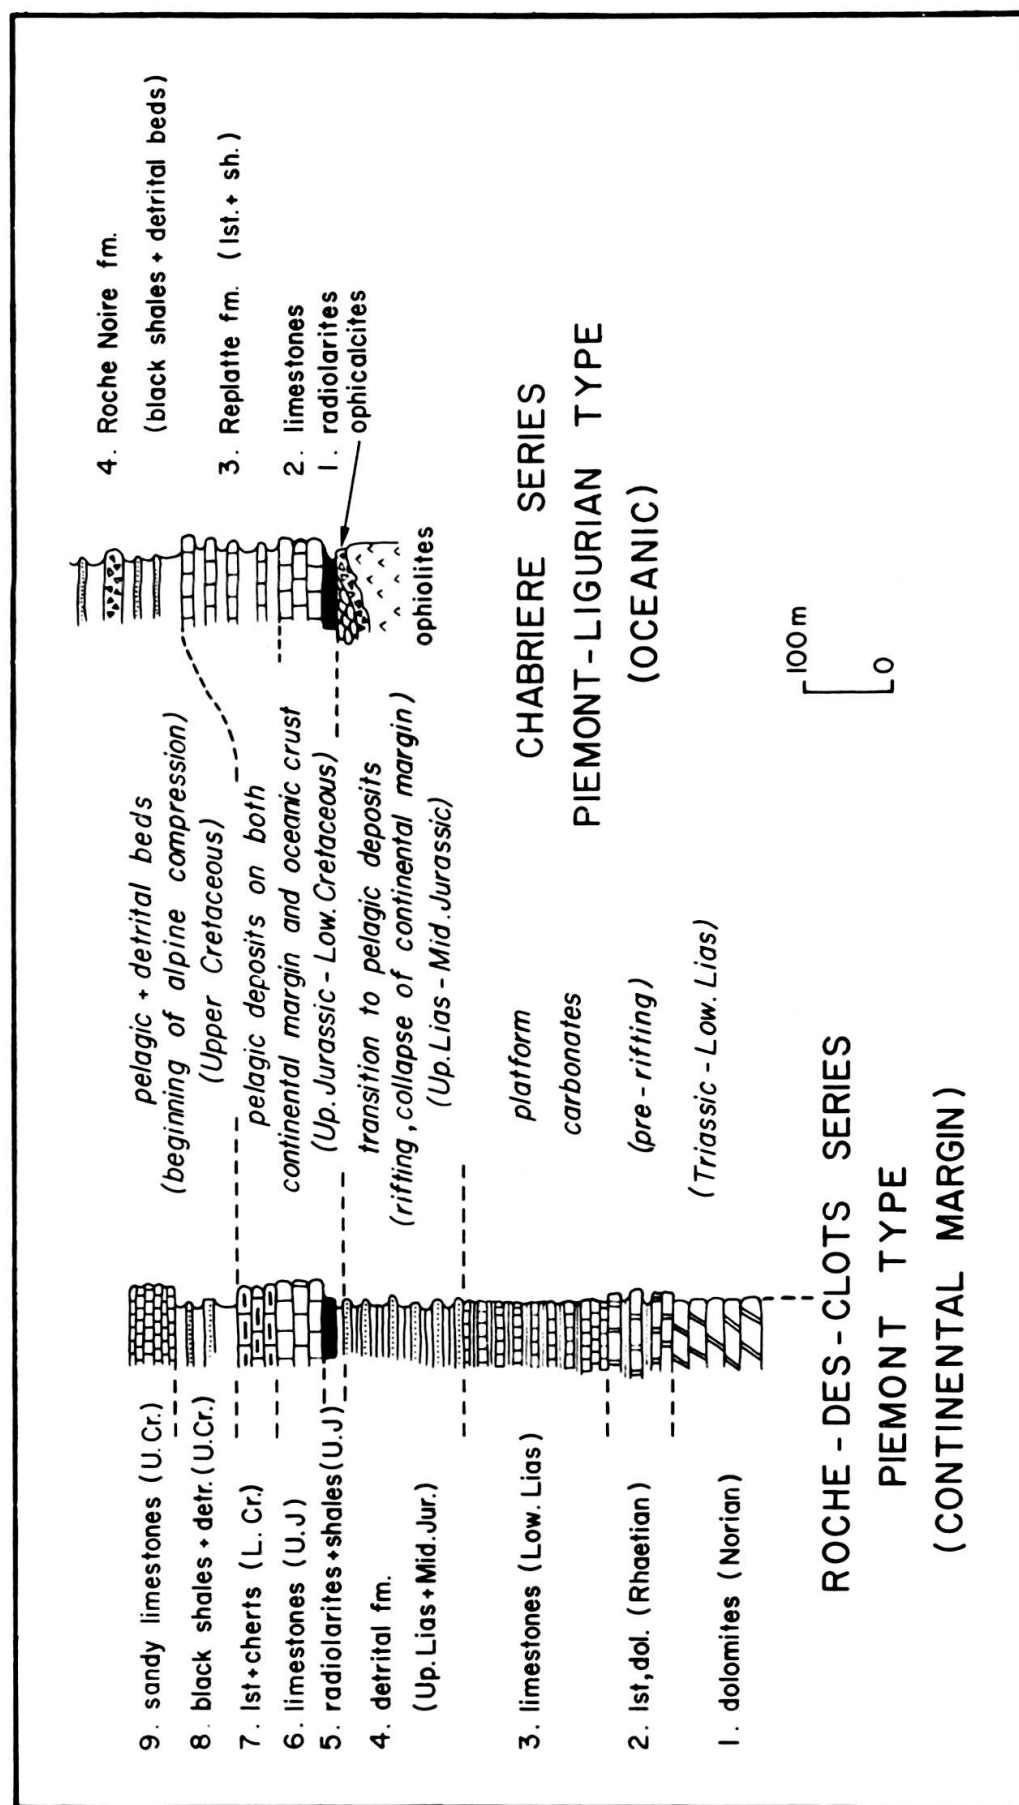 9. sandy limestones (U.Cr.)
8. black shales + detr. (U.Cr.)
7. lst+cherts (L. Cr.)
6. limestones (U.J)
5. radiolarites+shales (U.J)
4. detrital fm.
(Up. Lias + Mid. Jur.)
3. limestones (Low. Lias)
2. lst, dol. (Rhaetian)
1. dolomites (Norian)
pelagic + detrital beds
(beginning of alpine compression)
(Upper Cretaceous)
pelagic deposits on both
continental margin and oceanic crust
(Up. Jurassic - Low. Cretaceous)
transition to pelagic deposits
(rifting, collapse of continental margin)
(Up. Lias - Mid. Jurassic)
platform
carbonates
(pre-rifting)
(Triassic - Low. Lias)
4. Roche Noire fm.
(black shales + detrital beds)
3. Replatte fm. (lst. + sh.)
2. limestones
1. radiolarites
ophicalcites
ophiolites
CHABRIERE SERIES
PIEMONT-LIGURIAN TYPE
(OCEANIC)
100 m
0
ROCHE-DES-CLOTS SERIES
PIEMONT TYPE
(CONTINENTAL MARGIN)